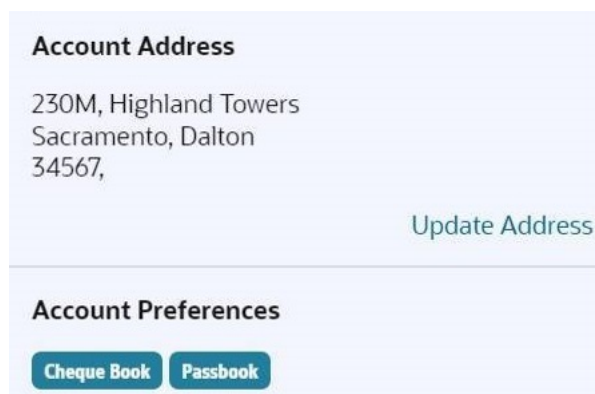 Account Address
230M, Highland Towers
Sacramento, Dalton
34567,
Update Address
Account Preferences
Cheque Book Passbook